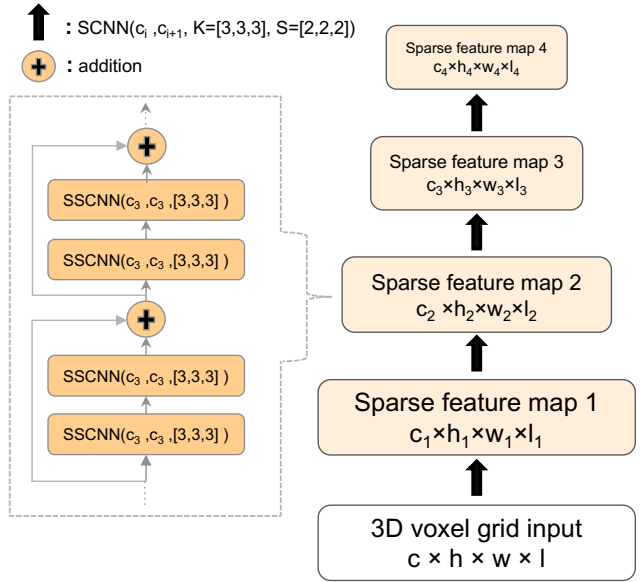 : SCNN(cᵢ ,cᵢ₊₁, K=[3,3,3], S=[2,2,2])
: addition
SSCNN(c₃ ,c₃ ,[3,3,3] )
SSCNN(c₃ ,c₃ ,[3,3,3] )
SSCNN(c₃ ,c₃ ,[3,3,3] )
SSCNN(c₃ ,c₃ ,[3,3,3] )
Sparse feature map 4
c₄×h₄×w₄×l₄
Sparse feature map 3
c₃×h₃×w₃×l₃
Sparse feature map 2
c₂ ×h₂×w₂×l₂
Sparse feature map 1
c₁×h₁×w₁×l₁
3D voxel grid input
c × h × w × l